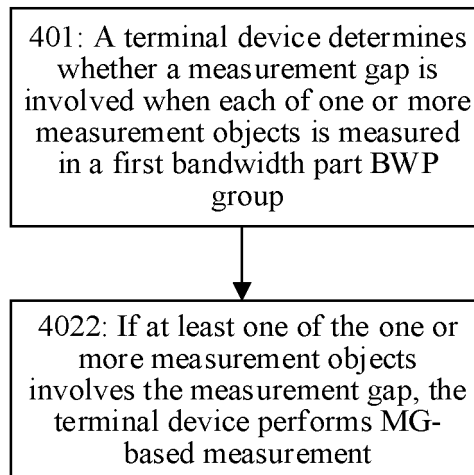 401: A terminal device determines
whether a measurement gap is
involved when each of one or more
measurement objects is measured
in a first bandwidth part BWP
group
4022: If at least one of the one or
more measurement objects
involves the measurement gap, the
terminal device performs MG-
based measurement